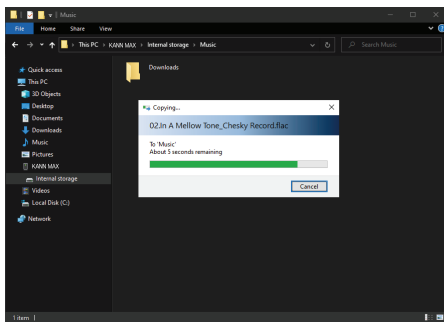 Music
File Home Share View
This PC > KANN MAX > Internal storage > Music
Search Music
Quick access
This PC
3D Objects
Desktop
Documents
Downloads
Music
Pictures
KANN MAX
Internal storage
Videos
Local Disk (C:)
Network
Downloads
Copying...
02.In A Mellow Tone_Chesky Record.flac
To 'Music'
About 5 seconds remaining
Cancel
1 item